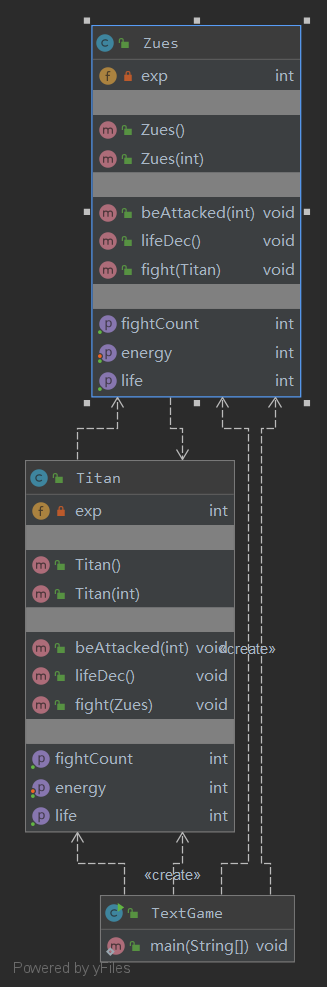 Zues
exp int
Zues()
Zues(int)
beAttacked(int) void
lifeDec() void
fight(Titan) void
fightCount int
energy int
life int
Titan
exp int
Titan()
Titan(int)
beAttacked(int) void
«create»
lifeDec() void
fight(Zues) void
fightCount int
energy int
life int
«create»
TextGame
main(String[]) void
Powered by yFiles